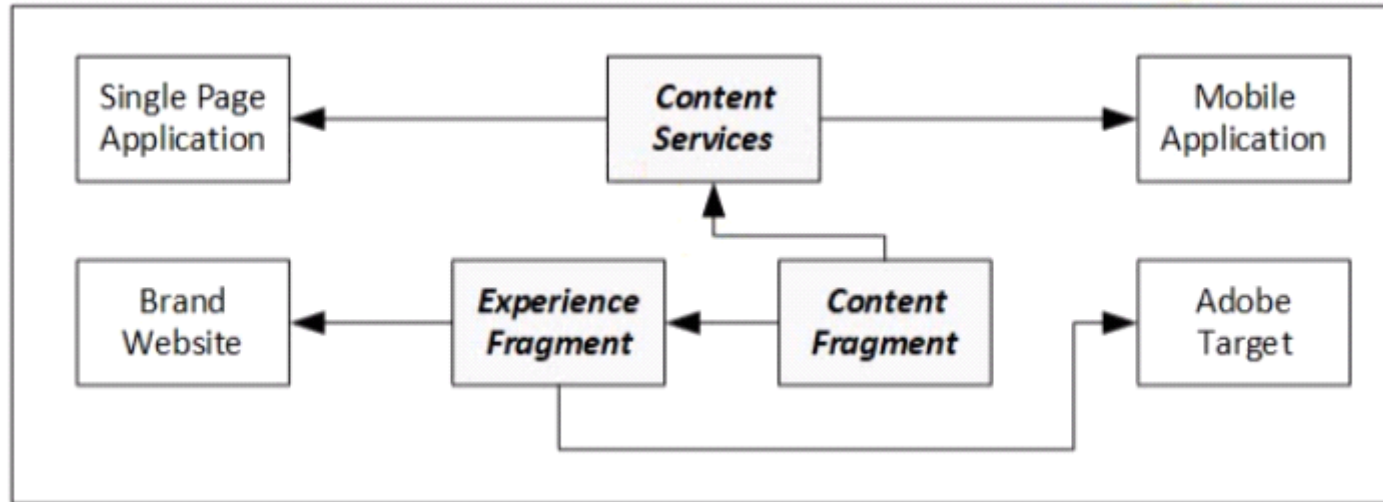 Single Page
Application
Content
Services
Mobile
Application
Brand
Website
Experience
Fragment
Content
Fragment
Adobe
Target